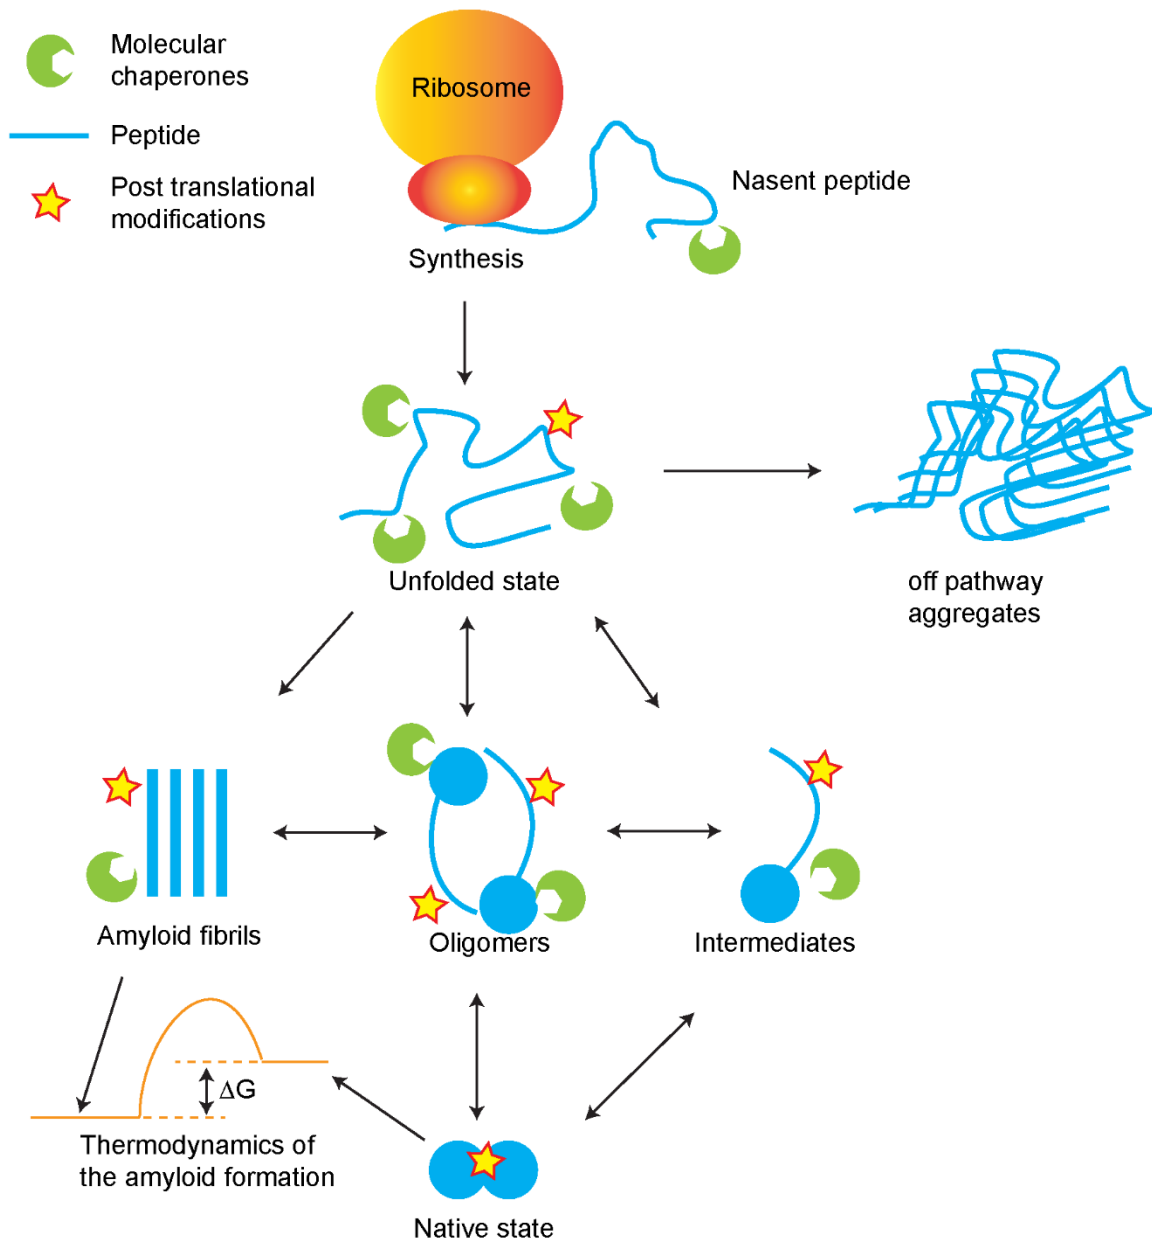 Molecular
chaperones
Peptide
Post translational
modifications
Ribosome
Nasent peptide
Synthesis
Unfolded state
off pathway
aggregates
Amyloid fibrils
Oligomers
Intermediates
ΔG
Thermodynamics of
the amyloid formation
Native state